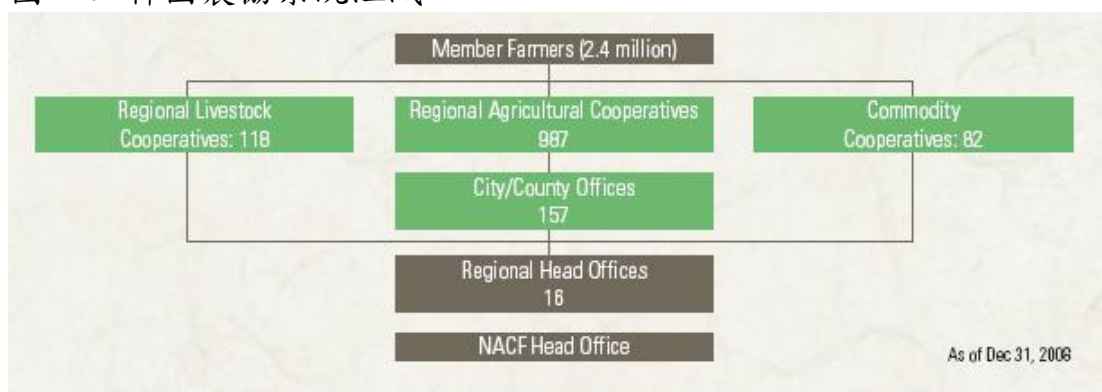 Member Farmers (2.4 million)
Regional Livestock
Cooperatives: 118
Regional Agricultural Cooperatives
987
Commodity
Cooperatives: 82
City/County Offices
157
Regional Head Offices
16
NACF Head Office
As of Dec 31,